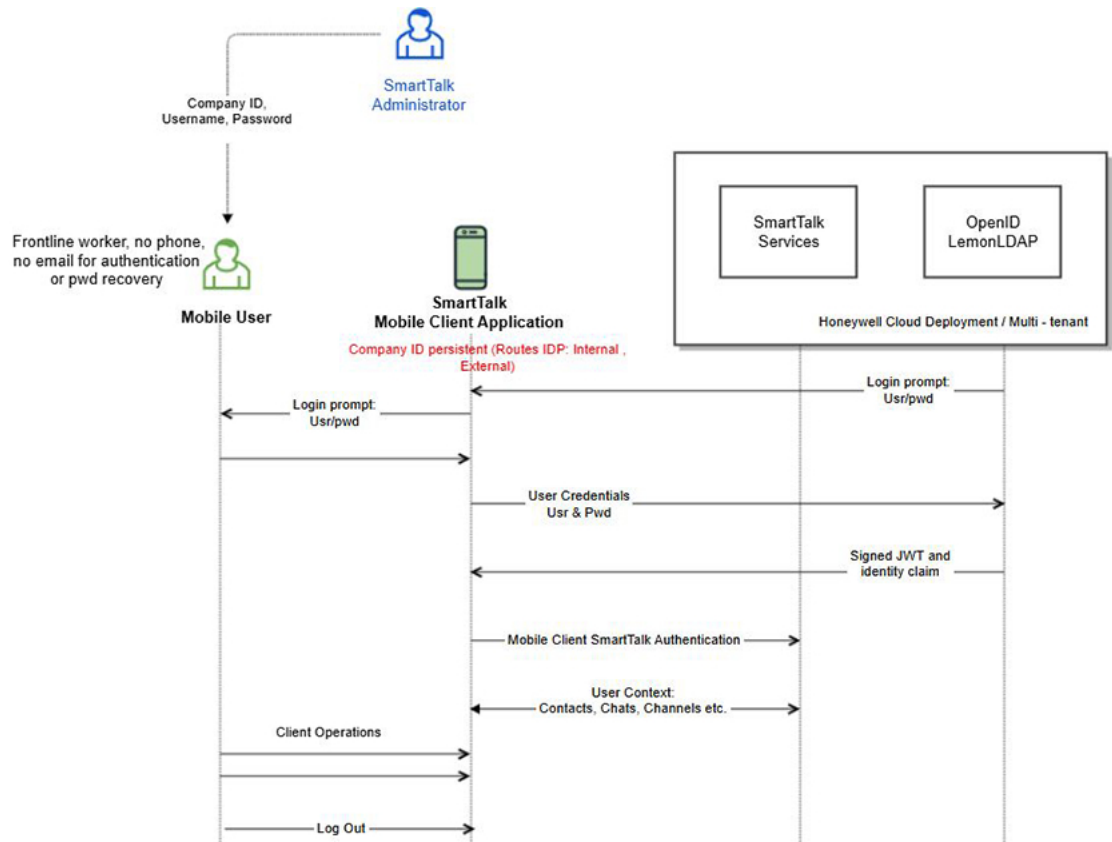 SmartTalk
Administrator
Company ID,
Username, Password
SmartTalk
Services
OpenID
LemonLDAP
Honeywell Cloud Deployment / Multi - tenant
Frontline worker, no phone,
no email for authentication
or pwd recovery
Mobile User
SmartTalk
Mobile Client Application
Company ID persistent (Routes IDP: Internal ,
External)
Login prompt:
Usr/pwd
Login prompt:
Usr/pwd
User Credentials
Usr & Pwd
Signed JWT and
identity claim
Mobile Client SmartTalk Authentication
User Context:
Contacts, Chats, Channels etc.
Client Operations
Log Out